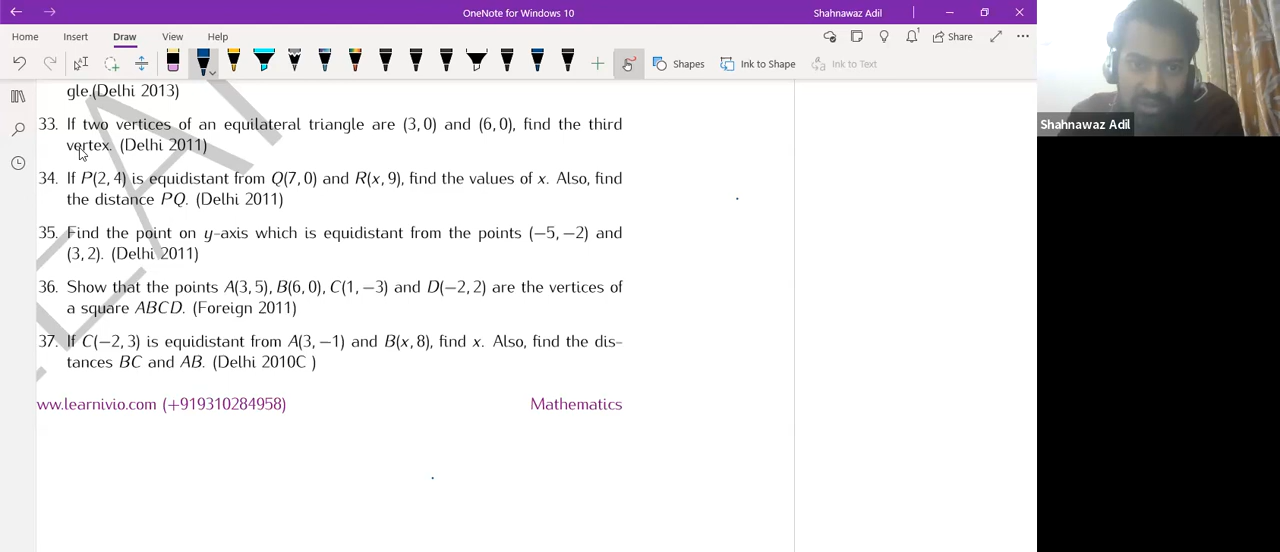 OneNote for Windows 10
Shahnawaz Adil
Home Insert Draw View Help
Share
Shapes Ink to Shape Ink to Text
gle.(Delhi 2013)
33. If two vertices of an equilateral triangle are (3, 0) and (6, 0), find the third
vertex. (Delhi 2011)
34. If P(2, 4) is equidistant from Q(7, 0) and R(x, 9), find the values of x. Also, find
the distance PQ. (Delhi 2011)
35. Find the point on y-axis which is equidistant from the points (−5, −2) and
(3, 2). (Delhi 2011)
36. Show that the points A(3, 5), B(6, 0), C(1, −3) and D(−2, 2) are the vertices of
a square ABCD. (Foreign 2011)
37. If C(−2, 3) is equidistant from A(3, −1) and B(x, 8), find x. Also, find the dis-
tances BC and AB. (Delhi 2010C )
ww.learnivio.com (+919310284958) Mathematics
Shahnawaz Adil